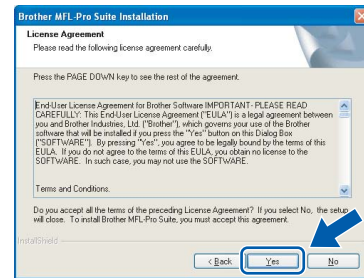 Brother MFL-Pro Suite Installation
License Agreement
Please read the following license agreement carefully.
Press the PAGE DOWN key to see the rest of the agreement.
End-User License Agreement for Brother Software IMPORTANT- PLEASE READ
CAREFULLY: This End-User License Agreement ("EULA") is a legal agreement between
you and Brother Industries, Ltd. ("Brother"), which governs your use of the Brother
software that will be installed if you press the "Yes" button on this Dialog Box
("SOFTWARE"). By pressing "Yes", you agree to be legally bound by the terms of this
EULA. If you do not agree to the terms of this EULA, you obtain no license to the
SOFTWARE. In such case, you may not use the SOFTWARE.
Terms and Conditions.
Do you accept all the terms of the preceding License Agreement? If you select No, the setup
will close. To install Brother MFL-Pro Suite, you must accept this agreement.
InstallShield
< Back Yes No